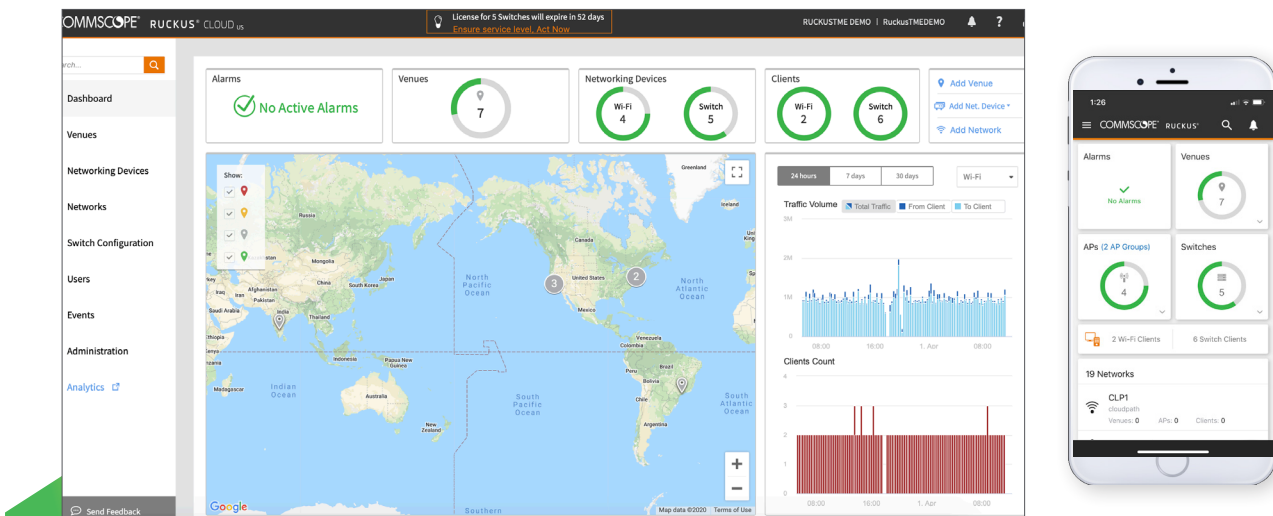 COMMSCOPE® RUCKUS® CLOUD US
License for 5 Switches will expire in 52 days
Ensure service level, Act Now
RUCKUSTME DEMO | RuckusTMEDEMO
?
Dashboard
Venues
Networking Devices
Networks
Switch Configuration
Users
Events
Administration
Analytics
Send Feedback
Alarms
No Active Alarms
Venues
7
Networking Devices
Wi-Fi
4
Switch
5
Clients
Wi-Fi
2
Switch
6
Add Venue
Add Net. Device
Add Network
Show:
Greenland
Iceland
Russia
Canada
Mongolia
Afghanistan
China
South Korea
Japan
Iraq
Iran
Pakistan
Saudi Arabia
India
Thailand
North
Pacific
Ocean
3
United States
2
North
Atlantic
Ocean
Mexico
Venezuela
Colombia
Indonesia
Papua New
Guinea
Peru
Brazil
Bolivia
Madagascar
Indian
Ocean
Australia
South
Pacific
Ocean
Chile
South
Atlantic
Ocean
New
Zealand
Argentina
+
−
Google
Southern
Map data ©2020
Terms of Use
24 hours
7 days
30 days
Wi-Fi
Traffic Volume
Total Traffic
From Client
To Client
3M
2M
1M
0
08:00
16:00
1. Apr
08:00
Clients Count
4
3
2
1
0
08:00
16:00
1. Apr
08:00
1:26
COMMSCOPE® RUCKUS®
Alarms
No Alarms
Venues
7
APs (2 AP Groups)
4
Switches
5
2 Wi-Fi Clients
6 Switch Clients
19 Networks
CLP1
cloudpath
Venues: 0 APs: 0 Clients: 0